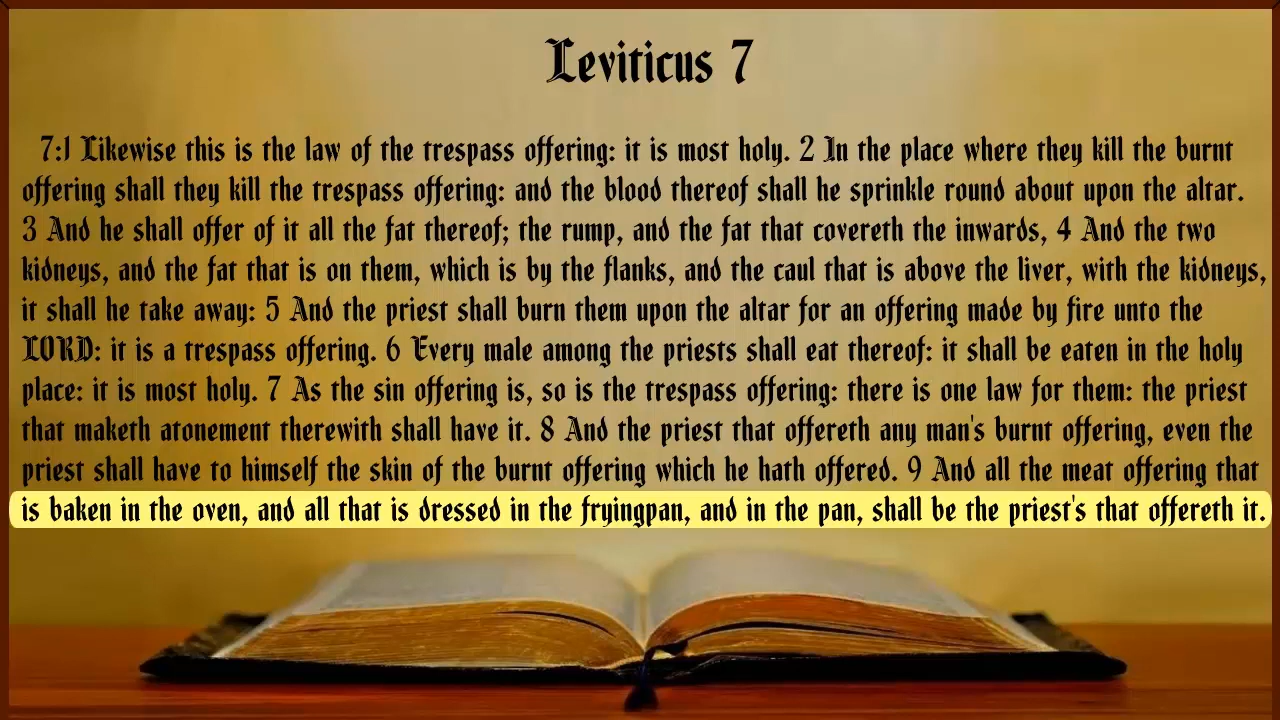 Leviticus 7
7:1 Likewise this is the law of the trespass offering: it is most holy. 2 In the place where they kill the burnt
offering shall they kill the trespass offering: and the blood thereof shall he sprinkle round about upon the altar.
3 And he shall offer of it all the fat thereof; the rump, and the fat that covereth the inwards, 4 And the two
kidneys, and the fat that is on them, which is by the flanks, and the caul that is above the liver, with the kidneys,
it shall he take away: 5 And the priest shall burn them upon the altar for an offering made by fire unto the
LORD: it is a trespass offering. 6 Every male among the priests shall eat thereof: it shall be eaten in the holy
place: it is most holy. 7 As the sin offering is, so is the trespass offering: there is one law for them: the priest
that maketh atonement therewith shall have it. 8 And the priest that offereth any man's burnt offering, even the
priest shall have to himself the skin of the burnt offering which he hath offered. 9 And all the meat offering that
is baken in the oven, and all that is dressed in the fryingpan, and in the pan, shall be the priest's that offereth it.